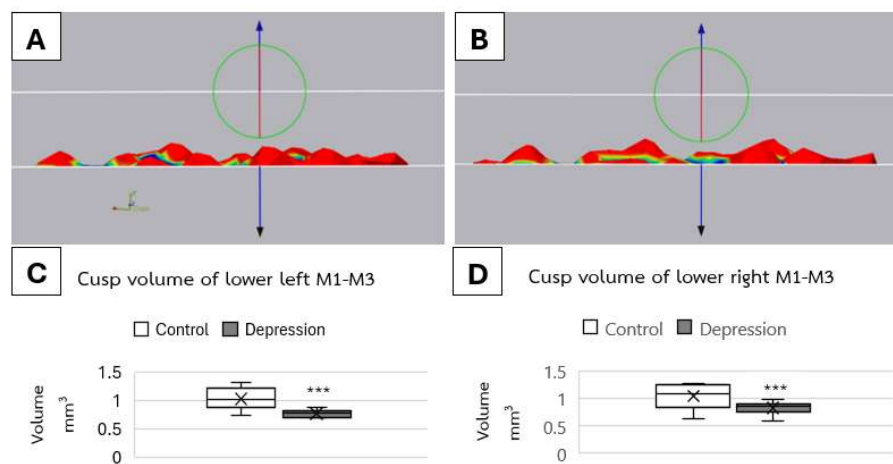 A
B
C
Cusp volume of lower left M1-M3
Control
Depression
1.5
1
0.5
0
Volume
mm³
***
D
Cusp volume of lower right M1-M3
Control
Depression
1.5
1
0.5
0
Volume
mm³
***